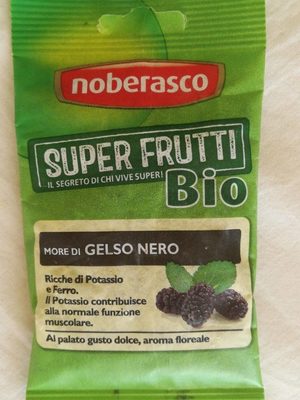 noberasco
SUPER FRUTTI
IL SEGRETO DI CHI VIVE SUPER!
Bio
MORE DI GELSO NERO
Ricche di Potassio
e Ferro.
Il Potassio contribuisce
alla normale funzione
muscolare.
Al palato gusto dolce, aroma floreale